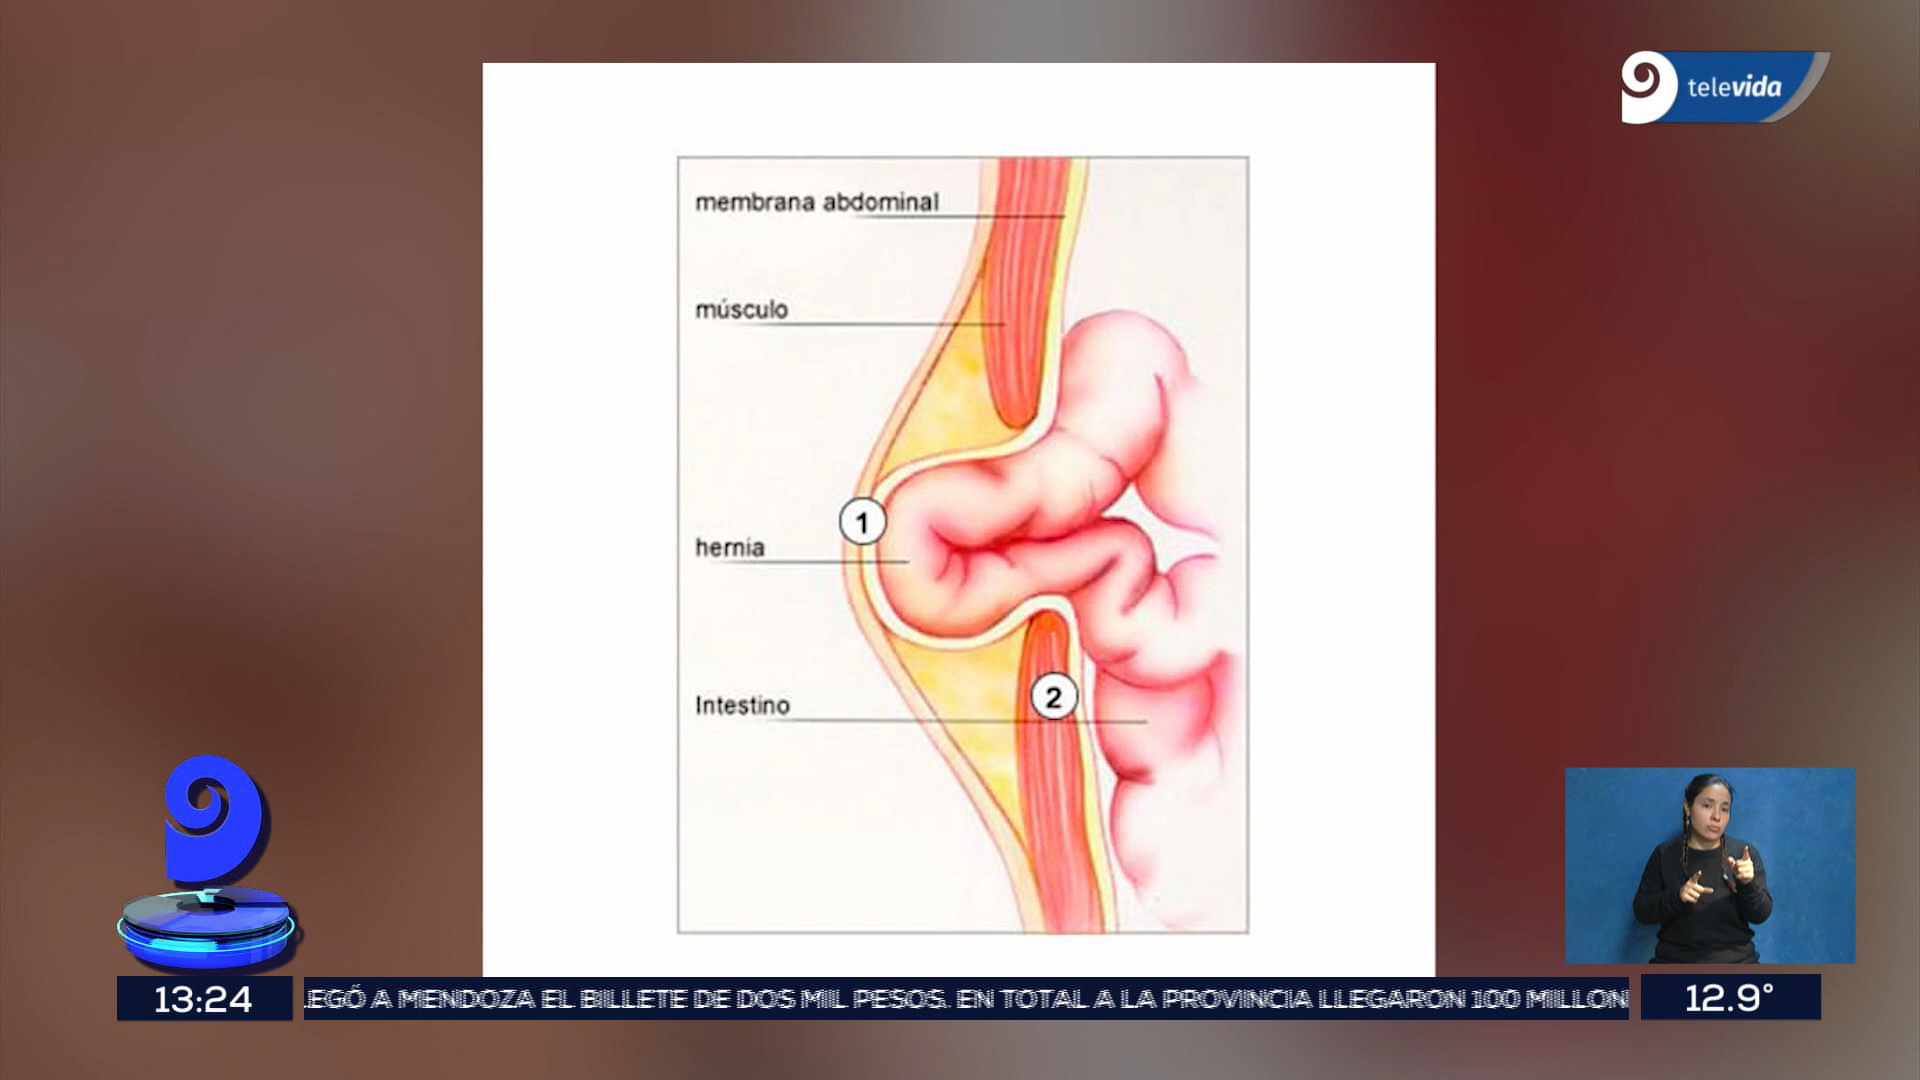 televida
membrana abdominal
músculo
1
hernia
2
Intestino
13:24
EGÓ A MENDOZA EL BILLETE DE DOS MIL PESOS. EN TOTAL A LA PROVINCIA LLEGARON 100 MILLON
12.9°